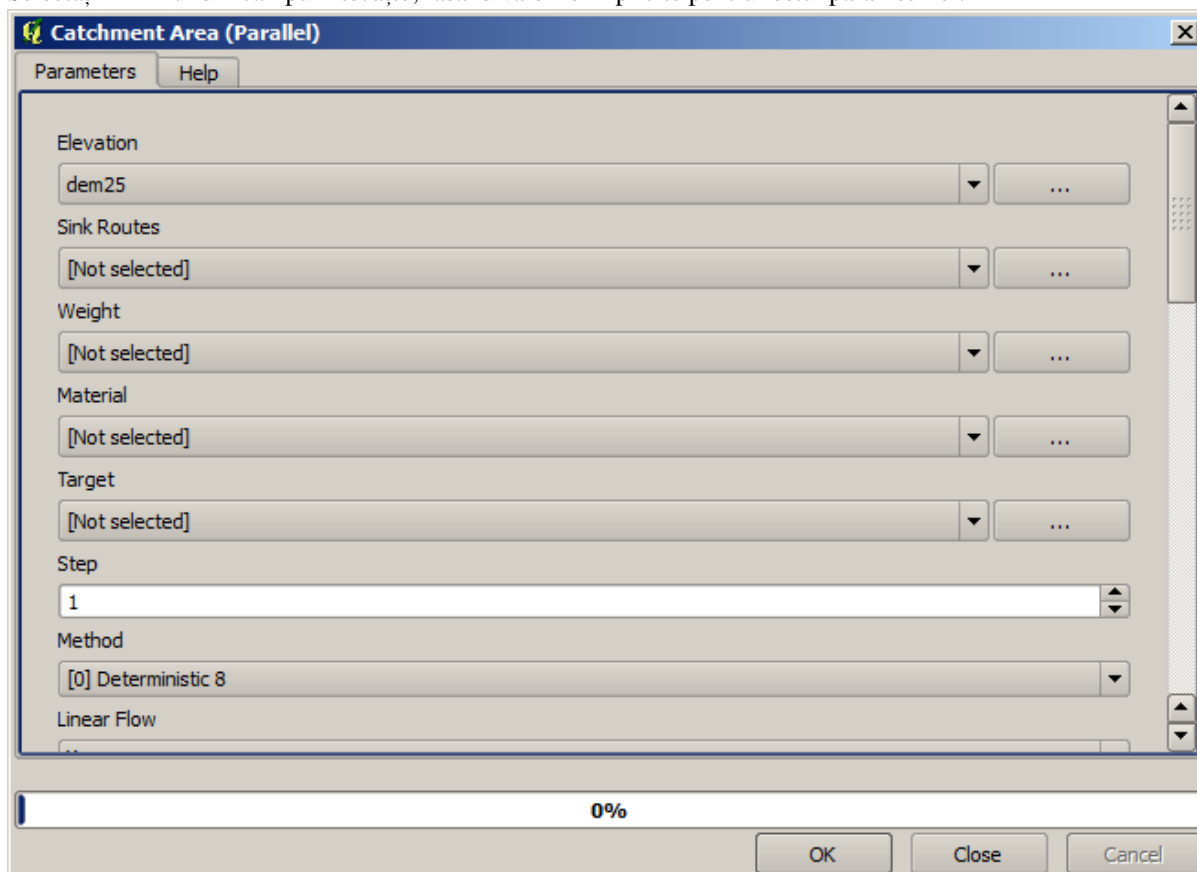 Catchment Area (Parallel)
Parameters Help
Elevation
dem25
...
Sink Routes
[Not selected]
...
Weight
[Not selected]
...
Material
[Not selected]
...
Target
[Not selected]
...
Step
1
Method
[0] Deterministic 8
Linear Flow
0%
OK Close Cancel